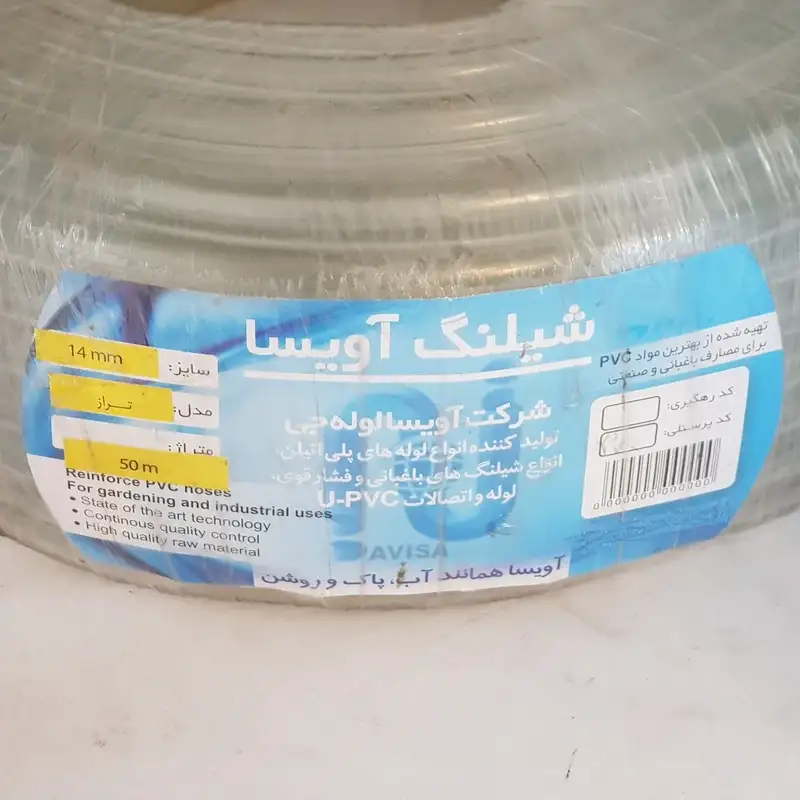 شیلنگ آویسا
تهیه شده از بهترین مواد PVC
برای مصارف باغبانی و صنعتی
کد رهگیری:
کد پرسنلی:
0000000 000000
سایز: 14 mm
مدل: تراز
متراژ: 50 m
شرکت آویسا لوله جی
تولید کننده انواع لوله های پلی اتیلن،
انواع شیلنگ های باغبانی و فشار قوی،
لوله و اتصالات U-PVC
Reinforce PVC hoses
For gardening and industrial uses
• State of the art technology
• Continous quality control
• High quality raw material
AVISA
آویسا همانند آب، پاک و روشن